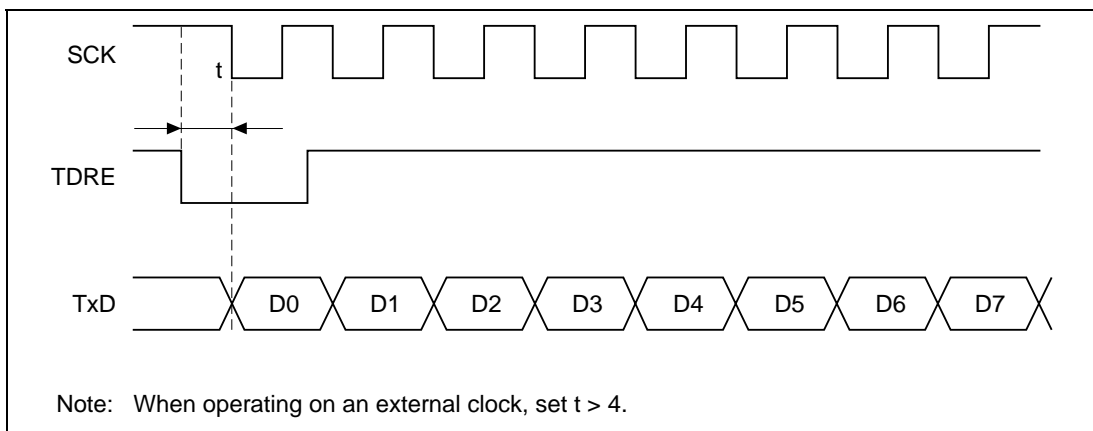 SCK
t
TDRE
TxD D0 D1 D2 D3 D4 D5 D6 D7
Note: When operating on an external clock, set t > 4.